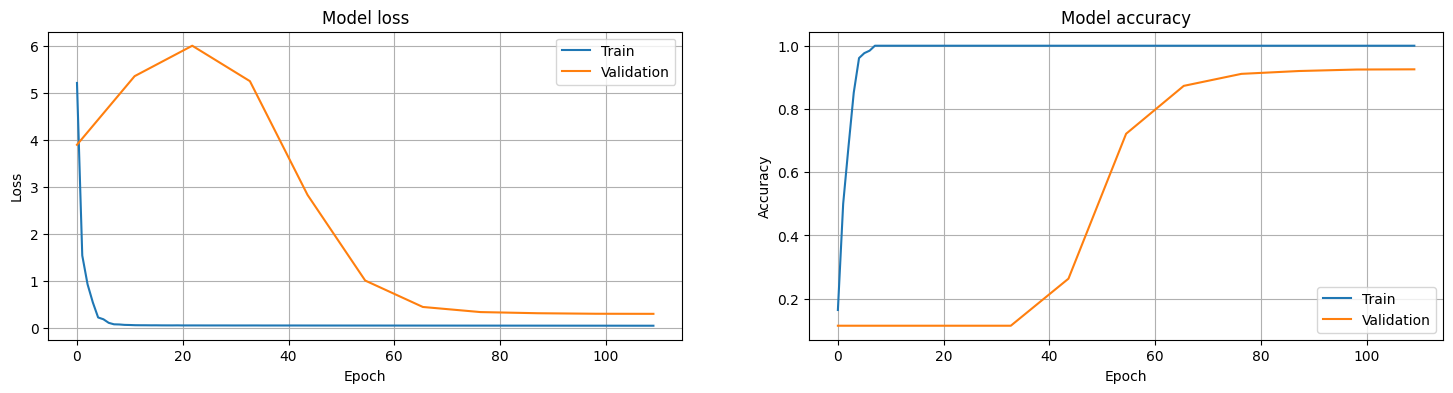 Model loss
6
5
4
3
2
1
0
Loss
0 20 40 60 80 100
Epoch
Train
Validation
Model accuracy
1.0
0.8
0.6
0.4
0.2
Accuracy
0 20 40 60 80 100
Epoch
Train
Validation